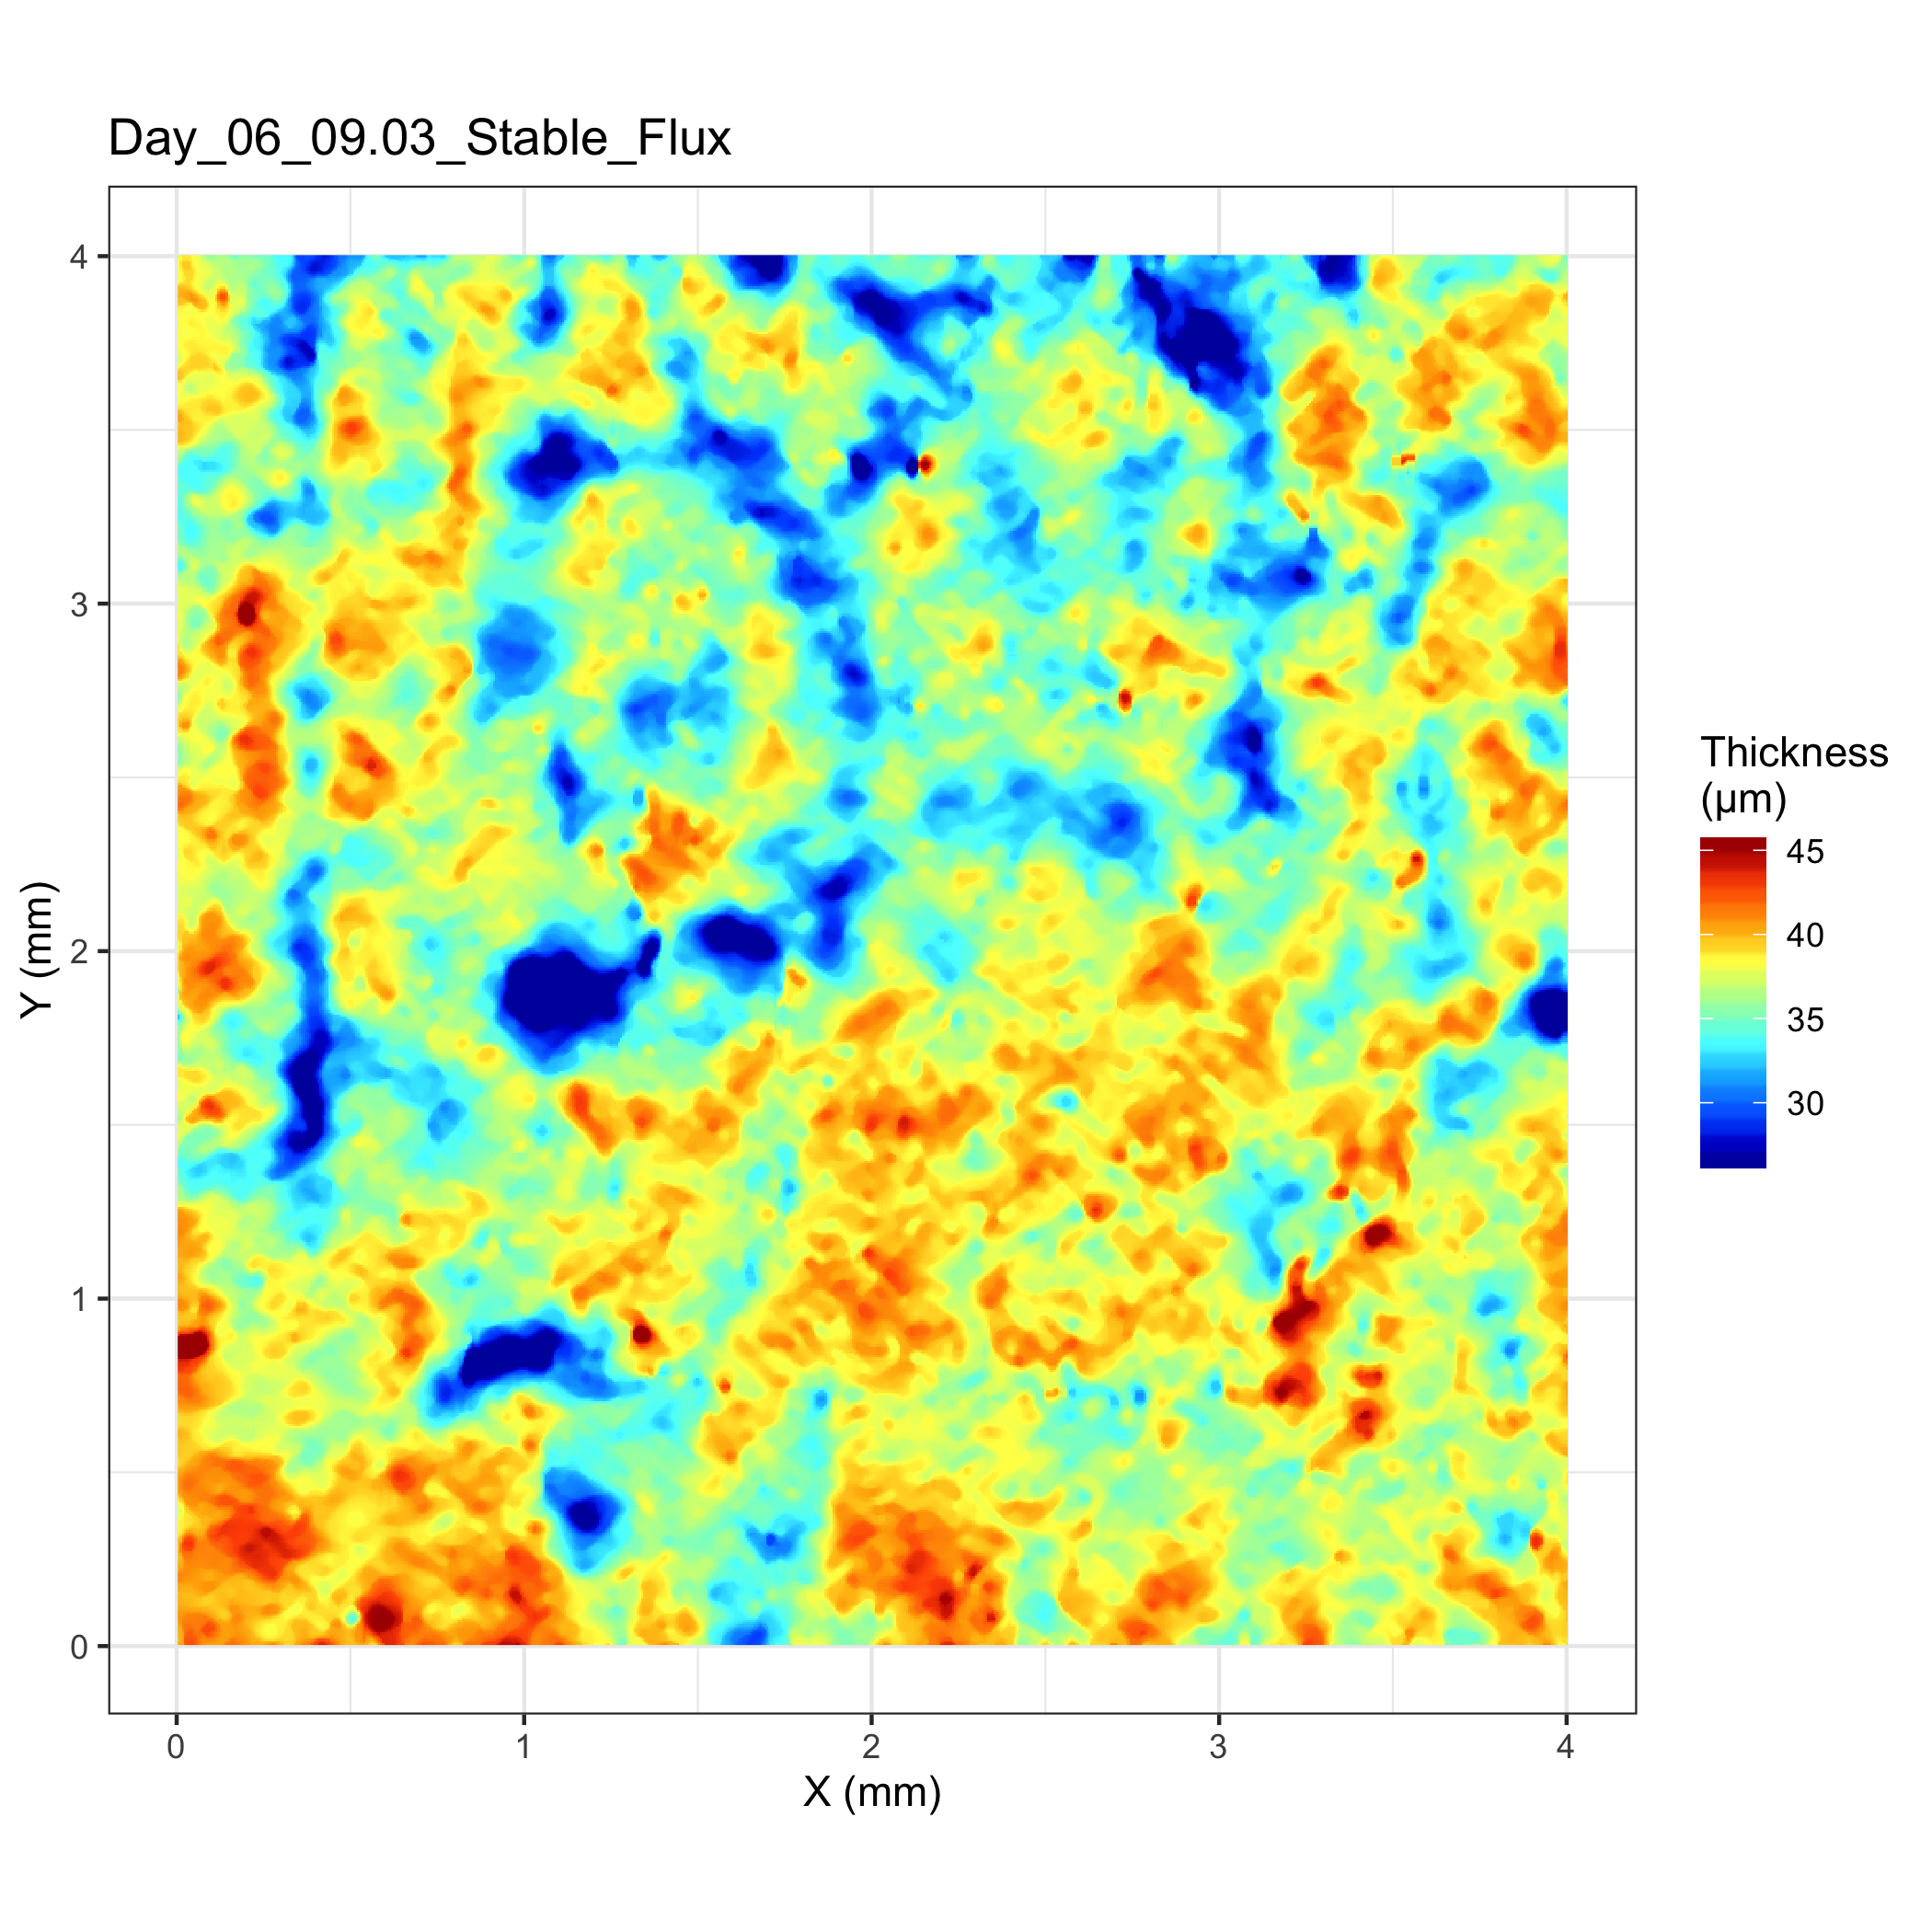 Day_06_09.03_Stable_Flux
4
3
2
1
0
Y (mm)
0 1 2 3 4
X (mm)
Thickness
(μm)
45
40
35
30